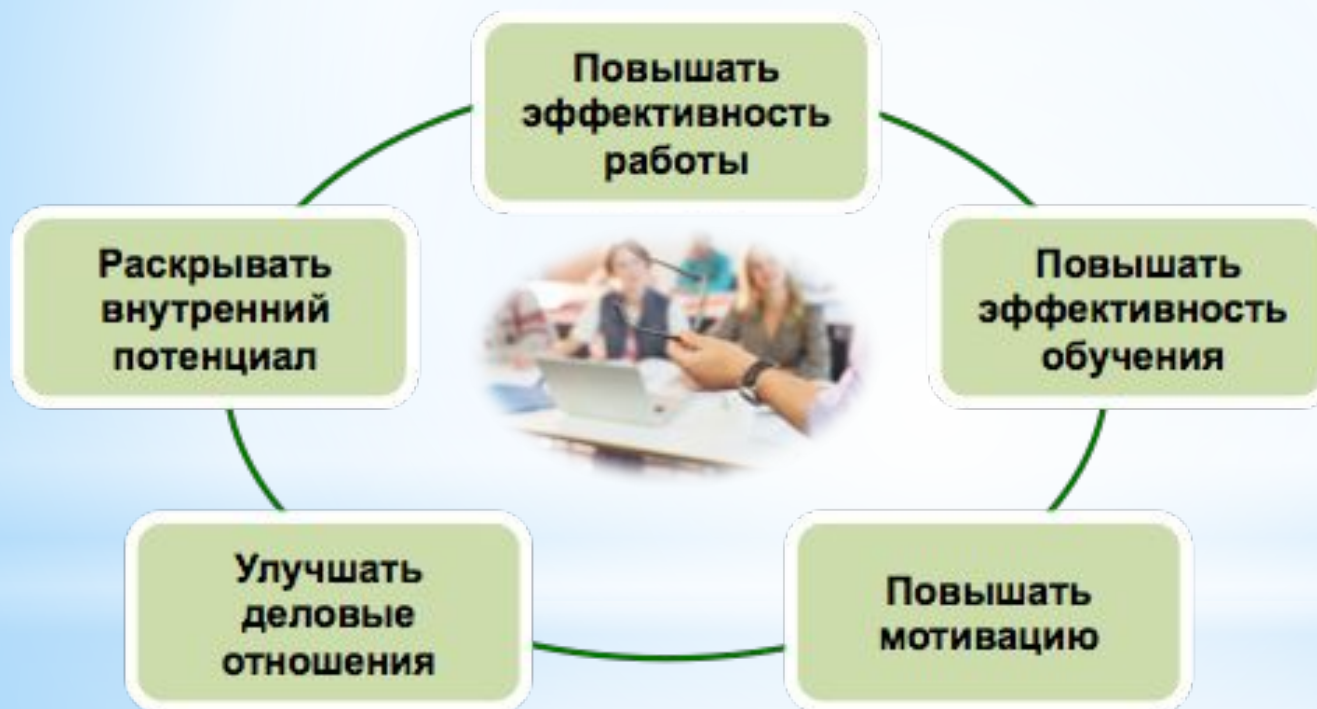 Повышать
эффективность
работы
Повышать
эффективность
обучения
Повышать
мотивацию
Улучшать
деловые
отношения
Раскрывать
внутренний
потенциал